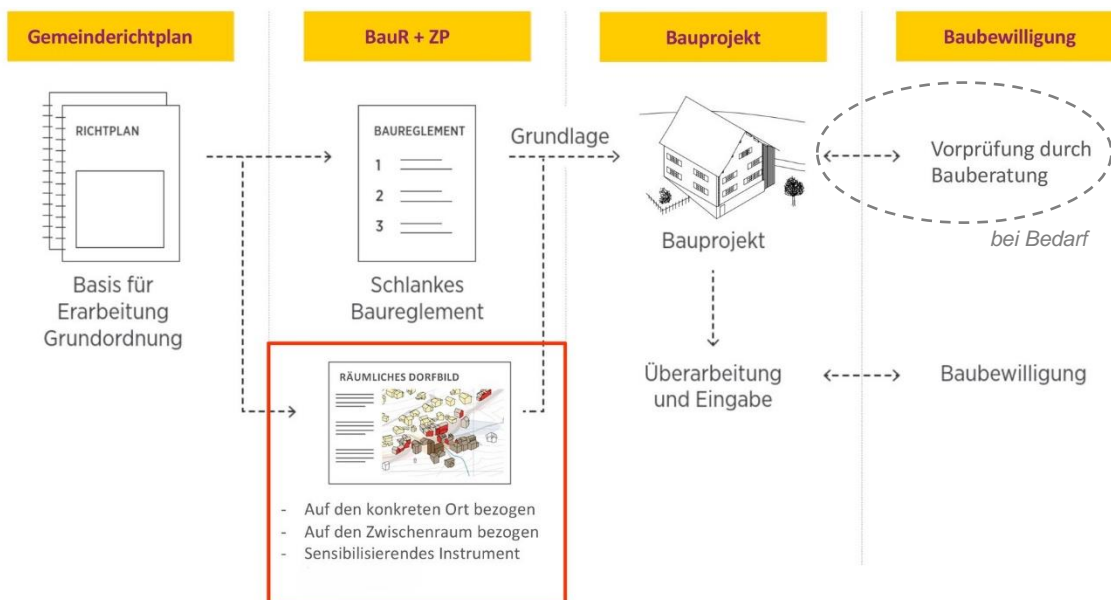 Gemeinderichtplan
BauR + ZP
Bauprojekt
Baubewilligung
RICHTPLAN
Basis für
Erarbeitung
Grundordnung
BAUREGLEMENT
1
2
3
Schlankes
Baureglement
Grundlage
Bauprojekt
Vorprüfung durch
Bauberatung
bei Bedarf
RÄUMLICHES DORFBILD
- Auf den konkreten Ort bezogen
- Auf den Zwischenraum bezogen
- Sensibilisierendes Instrument
Überarbeitung
und Eingabe
Baubewilligung